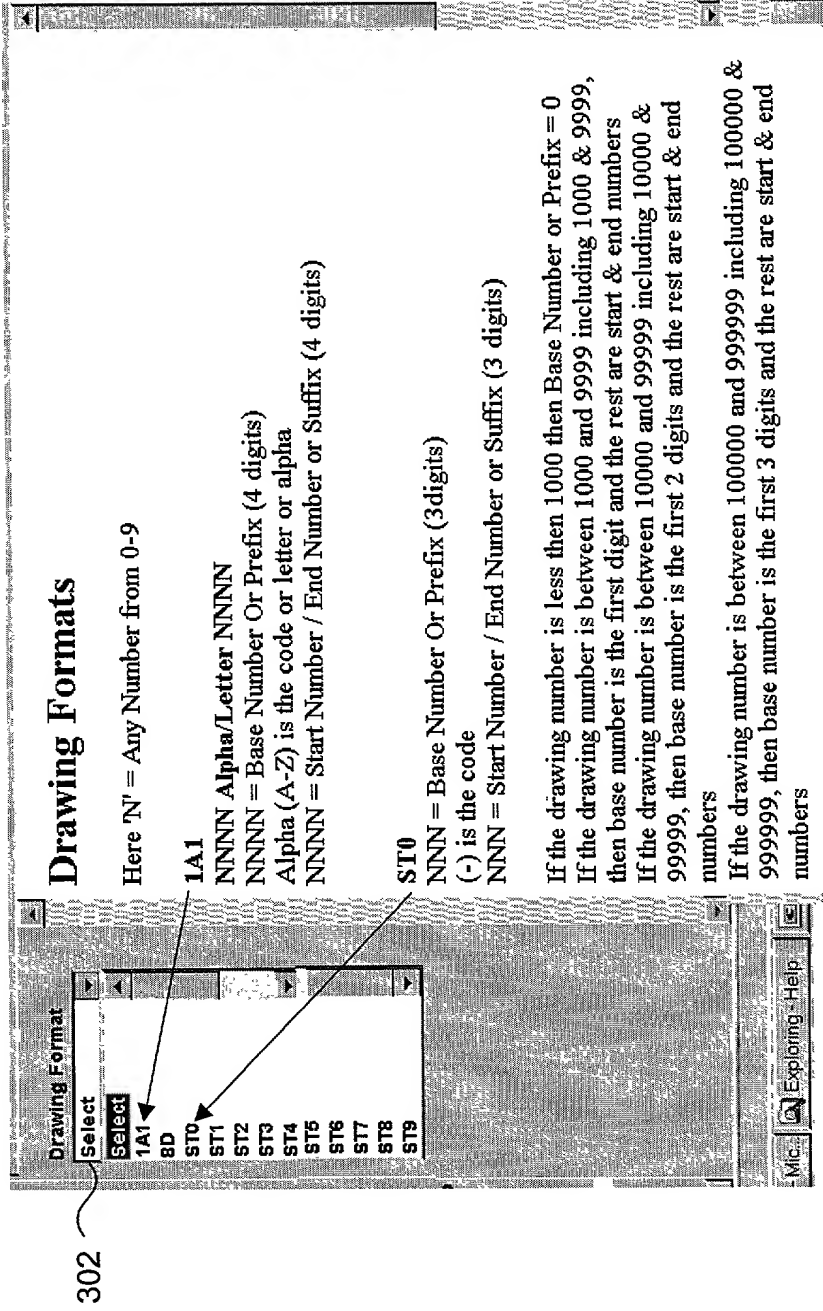 302
Drawing Format
Select
Select
1A1
8D
ST0
ST1
ST2
ST3
ST4
ST5
ST6
ST7
ST8
ST9
Drawing Formats
Here 'N' = Any Number from 0-9
1A1
NNNN Alpha/Letter NNNN
NNNN = Base Number Or Prefix (4 digits)
Alpha (A-Z) is the code or letter or alpha
NNNN = Start Number / End Number or Suffix (4 digits)
ST0
NNN = Base Number Or Prefix (3digits)
(-) is the code
NNN = Start Number / End Number or Suffix (3 digits)
If the drawing number is less then 1000 then Base Number or Prefix = 0
If the drawing number is between 1000 and 9999 including 1000 & 9999,
then base number is the first digit and the rest are start & end numbers
If the drawing number is between 10000 and 99999 including 10000 &
99999, then base number is the first 2 digits and the rest are start & end
numbers
If the drawing number is between 100000 and 999999 including 100000 &
999999, then base number is the first 3 digits and the rest are start & end
numbers
- Mic...
Exploring - Help